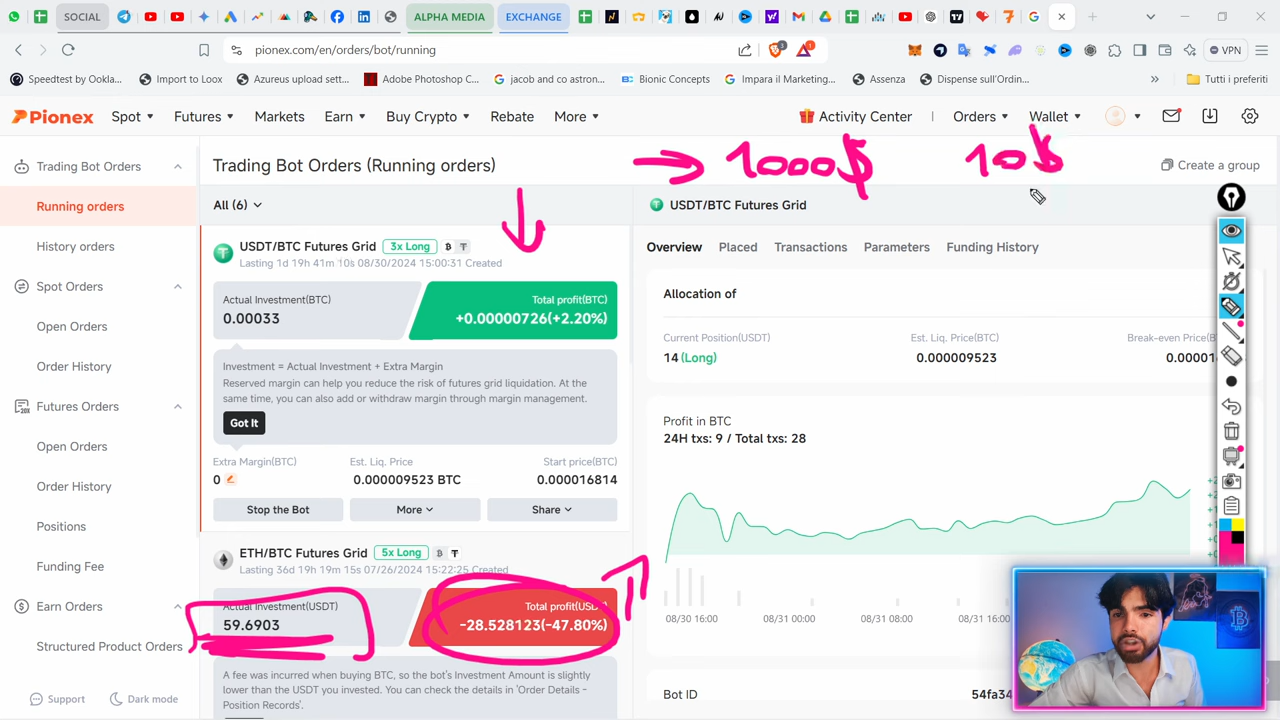 SOCIAL
ALPHA MEDIA
EXCHANGE
pionex.com/en/orders/bot/running
VPN
Speedtest by Ookla...
Import to Loox
Azureus upload sett...
Adobe Photoshop C...
jacob and co astron...
Bionic Concepts
Impara il Marketing...
Assenza
Dispense sull'Ordin...
Tutti i preferiti
Pionex
Spot
Futures
Markets
Earn
Buy Crypto
Rebate
More
Activity Center
Orders
Wallet
Trading Bot Orders
Running orders
History orders
Spot Orders
Open Orders
Order History
Futures Orders
Open Orders
Order History
Positions
Funding Fee
Earn Orders
Structured Product Orders
Support
Dark mode
Trading Bot Orders (Running orders)
1000$
10$
Create a group
All (6)
USDT/BTC Futures Grid 3x Long
Lasting 1d 19h 41m 10s 08/30/2024 15:00:31 Created
Actual Investment(BTC)
0.00033
Total profit(BTC)
+0.00000726(+2.20%)
Investment = Actual Investment + Extra Margin
Reserved margin can help you reduce the risk of futures grid liquidation. At the
same time, you can also add or withdraw margin through margin management.
Got It
Extra Margin(BTC) Est. Liq. Price Start price(BTC)
0 0.000009523 BTC 0.000016814
Stop the Bot More Share
ETH/BTC Futures Grid 5x Long
Lasting 36d 19h 19m 15s 07/26/2024 15:22:25 Created
Actual Investment(USDT)
59.6903
Total profit(USD
-28.528123(-47.80%)
A fee was incurred when buying BTC, so the bot's Investment Amount is slightly
lower than the USDT you invested. You can check the details in 'Order Details -
Position Records'.
USDT/BTC Futures Grid
Overview Placed Transactions Parameters Funding History
Allocation of
Current Position(USDT) Est. Liq. Price(BTC) Break-even Price(B
14 (Long) 0.000009523 0.00001
Profit in BTC
24H txs: 9 / Total txs: 28
08/30 16:00 08/31 00:00 08/31 08:00 08/31 16:00
Bot ID 54fa34